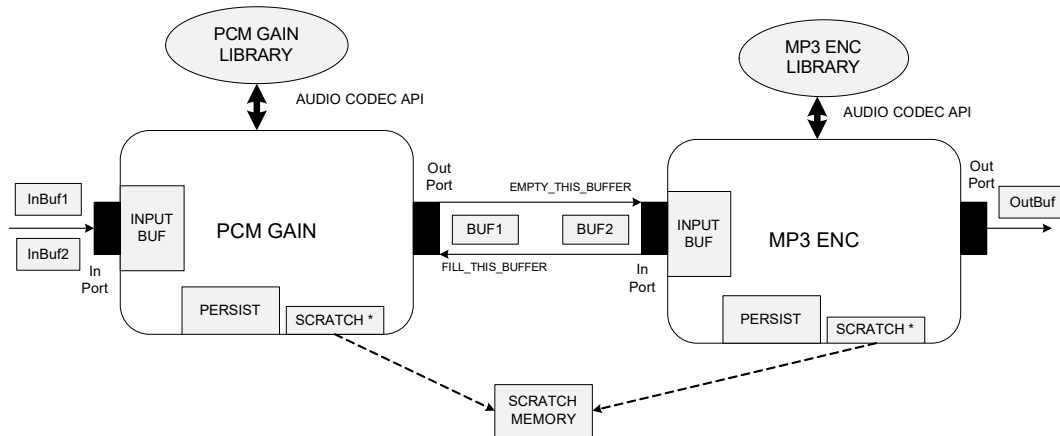 PCM GAIN
LIBRARY
MP3 ENC
LIBRARY
AUDIO CODEC API
AUDIO CODEC API
InBuf1
InBuf2
In
Port
INPUT
BUF
PCM GAIN
PERSIST
SCRATCH *
Out
Port
EMPTY_THIS_BUFFER
BUF1
BUF2
FILL_THIS_BUFFER
In
Port
INPUT
BUF
MP3 ENC
PERSIST
SCRATCH *
Out
Port
OutBuf
SCRATCH
MEMORY